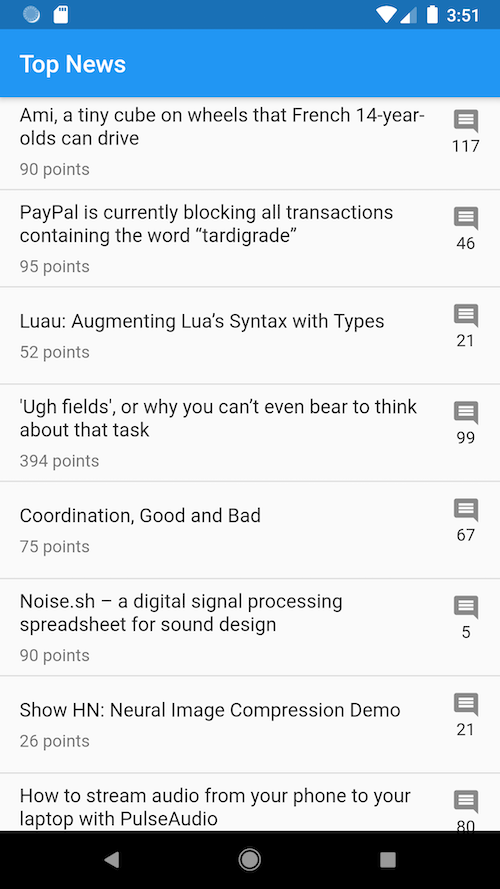 3:51
Top News
Ami, a tiny cube on wheels that French 14-year-
olds can drive
117
90 points
PayPal is currently blocking all transactions
containing the word “tardigrade”
46
95 points
Luau: Augmenting Lua’s Syntax with Types
21
52 points
'Ugh fields', or why you can’t even bear to think
about that task
99
394 points
Coordination, Good and Bad
67
75 points
Noise.sh – a digital signal processing
spreadsheet for sound design
5
90 points
Show HN: Neural Image Compression Demo
21
26 points
How to stream audio from your phone to your
laptop with PulseAudio
80